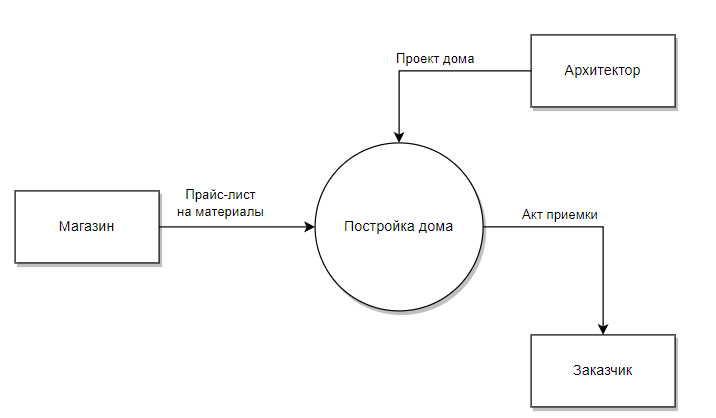 Проект дома
Архитектор
Прайс-лист
на материалы
Магазин
Постройка дома
Акт приемки
Заказчик